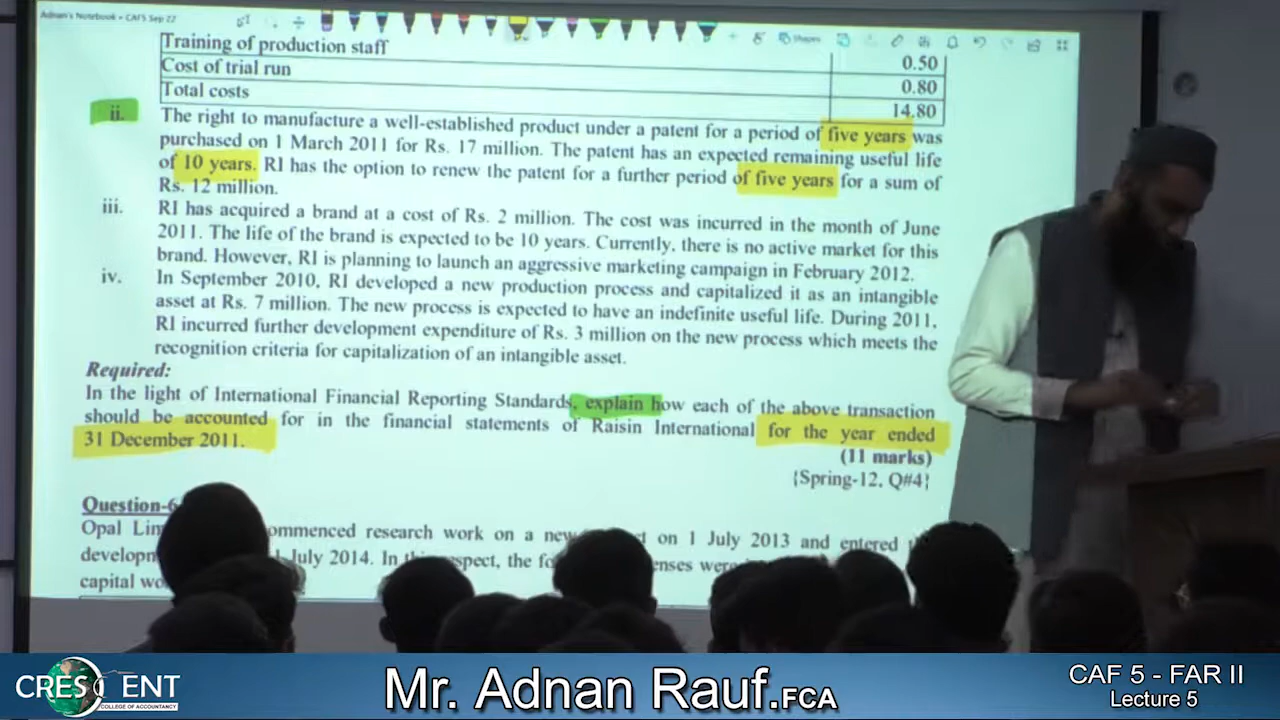 Adnan's Notebook » CAF5 Sep 22
Shapes
Training of production staff 0.50
Cost of trial run 0.80
Total costs 14.80
ii. The right to manufacture a well-established product under a patent for a period of five years was
purchased on 1 March 2011 for Rs. 17 million. The patent has an expected remaining useful life
of 10 years. RI has the option to renew the patent for a further period of five years for a sum of
Rs. 12 million.
iii. RI has acquired a brand at a cost of Rs. 2 million. The cost was incurred in the month of June
2011. The life of the brand is expected to be 10 years. Currently, there is no active market for this
brand. However, RI is planning to launch an aggressive marketing campaign in February 2012.
iv. In September 2010, RI developed a new production process and capitalized it as an intangible
asset at Rs. 7 million. The new process is expected to have an indefinite useful life. During 2011,
RI incurred further development expenditure of Rs. 3 million on the new process which meets the
recognition criteria for capitalization of an intangible asset.
Required:
In the light of International Financial Reporting Standards, explain how each of the above transaction
should be accounted for in the financial statements of Raisin International for the year ended
31 December 2011.
(11 marks)
{Spring-12, Q#4}
Question-6
Opal Lim ommenced research work on a new on 1 July 2013 and entered
developm July 2014. In spect, the fo enses wer
capital wo
CRESCENT
COLLEGE OF ACCOUNTANCY
Mr. Adnan Rauf.FCA
CAF 5 - FAR II
Lecture 5